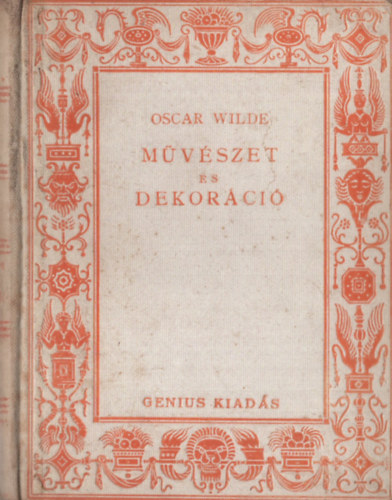 OSCAR WILDE
MŰVÉSZET
ÉS
DEKORÁCIÓ
GENIUS KIADÁS